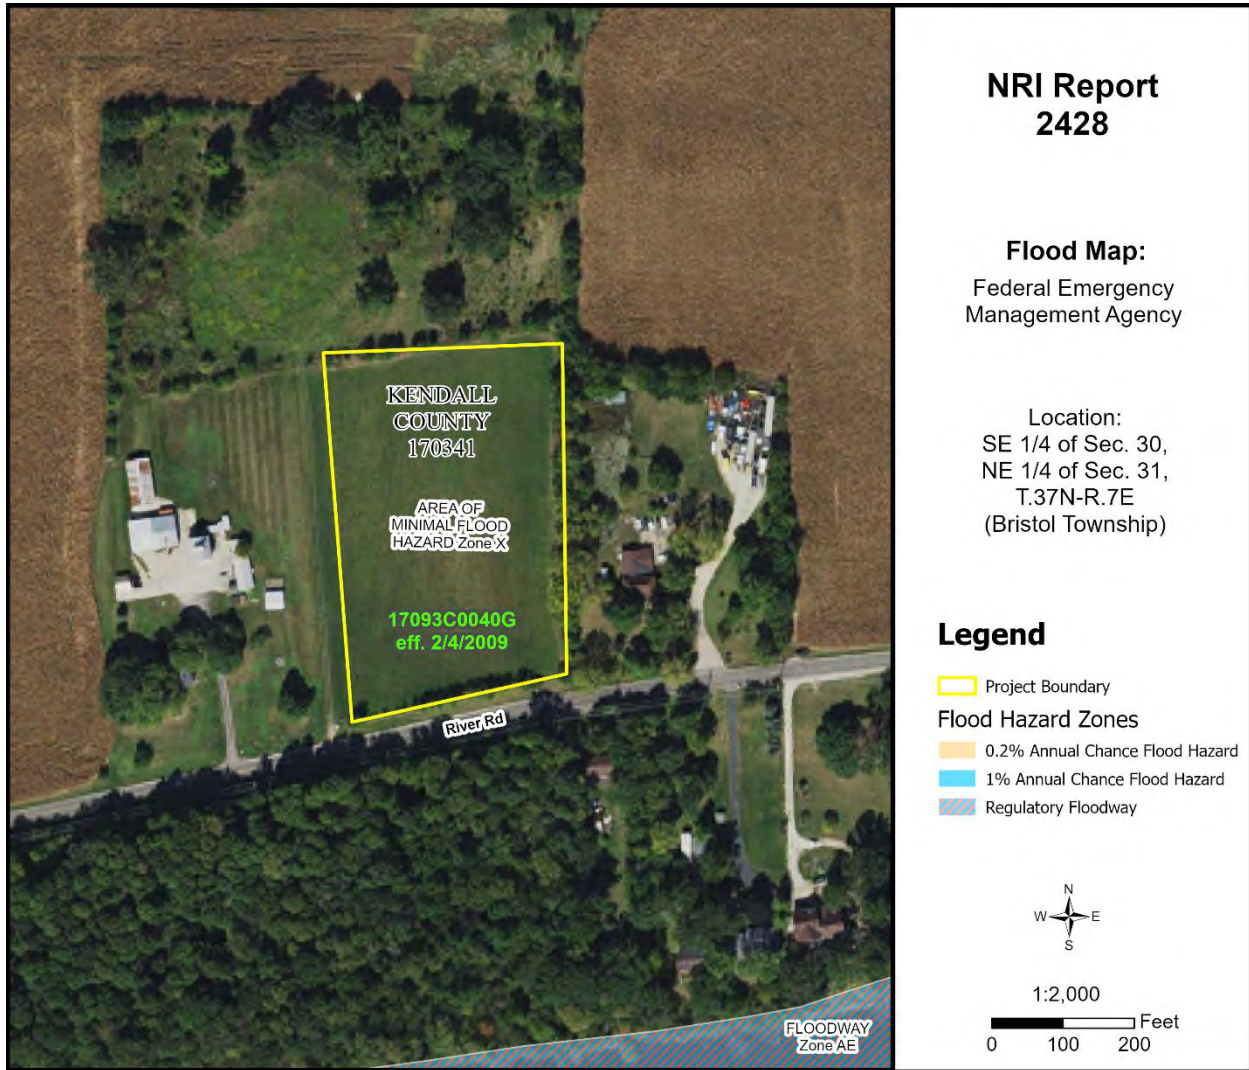 KENDALL
COUNTY
170341
AREA OF
MINIMAL FLOOD
HAZARD Zone X
17093C0040G
eff. 2/4/2009
River Rd
FLOODWAY
Zone AE
NRI Report
2428
Flood Map:
Federal Emergency
Management Agency
Location:
SE 1/4 of Sec. 30,
NE 1/4 of Sec. 31,
T.37N-R.7E
(Bristol Township)
Legend
Project Boundary
Flood Hazard Zones
0.2% Annual Chance Flood Hazard
1% Annual Chance Flood Hazard
Regulatory Floodway
N
W E
S
1:2,000
Feet
0 100 200